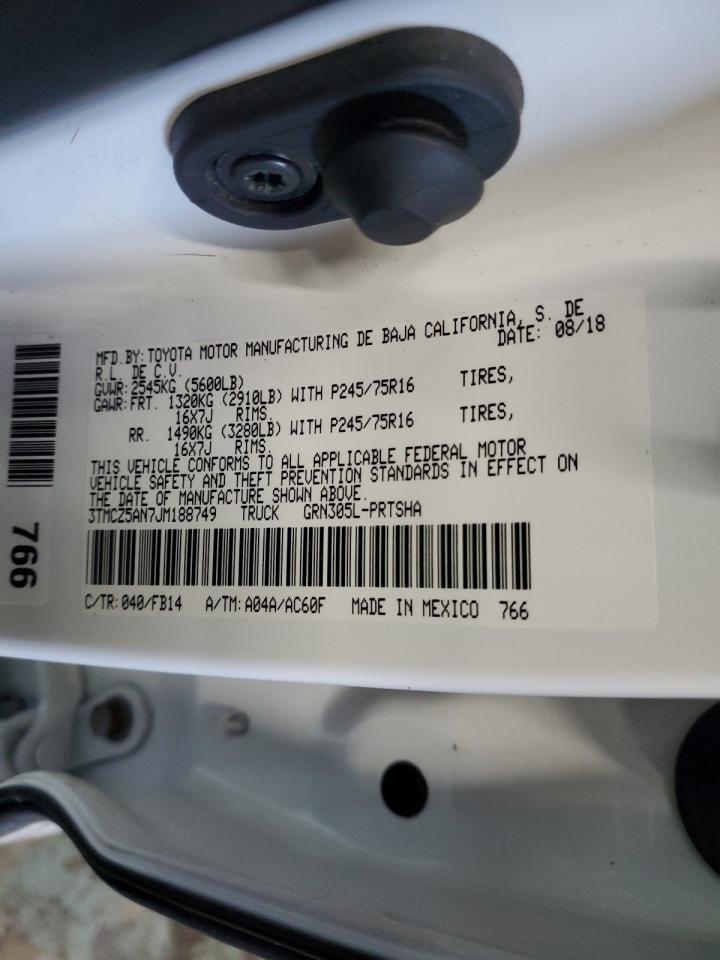 MFD.BY:TOYOTA MOTOR MANUFACTURING DE BAJA CALIFORNIA, S. DE
R.L. DE C.V. DATE: 08/18
GVWR:2545KG (5600LB)
GAWR:FRT. 1320KG (2910LB) WITH P245/75R16 TIRES,
16X7J RIMS.
RR. 1490KG (3280LB) WITH P245/75R16 TIRES,
16X7J RIMS.
THIS VEHICLE CONFORMS TO ALL APPLICABLE FEDERAL MOTOR
VEHICLE SAFETY AND THEFT PREVENTION STANDARDS IN EFFECT ON
THE DATE OF MANUFACTURE SHOWN ABOVE.
3TMCZ5AN7JM188749 TRUCK GRN305L-PRTSHA
C/TR:040/FB14 A/TM:A04A/AC60F MADE IN MEXICO 766
766